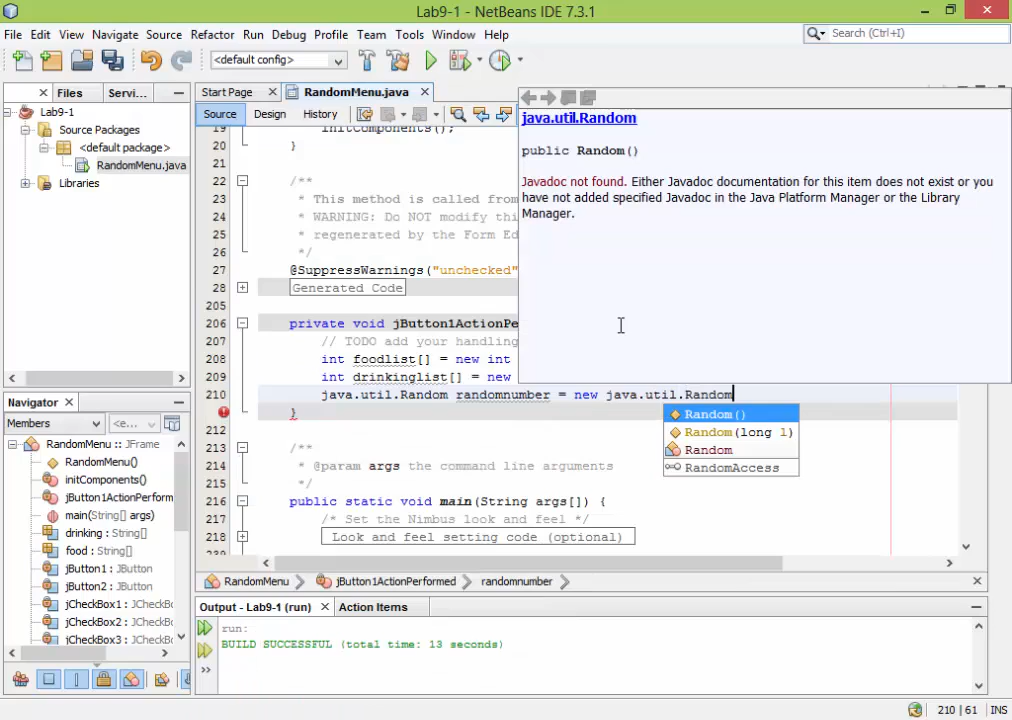 Lab9-1 - NetBeans IDE 7.3.1
File Edit View Navigate Source Refactor Run Debug Profile Team Tools Window Help
Search (Ctrl+I)
<default config>
Files Servi...
Start Page RandomMenu.java
Source Design History
Lab9-1
Source Packages
<default package>
RandomMenu.java
Libraries
java.util.Random
public Random()
Javadoc not found. Either Javadoc documentation for this item does not exist or you
have not added specified Javadoc in the Java Platform Manager or the Library
Manager.
19 initComponents();
20 }
21
22 /**
23 * This method is called from
24 * WARNING: Do NOT modify thi
25 * regenerated by the Form Ed
26 */
27 @SuppressWarnings("unchecked"
28 Generated Code
205
206 private void jButton1ActionPe
207 // TODO add your handling
208 int foodlist[] = new int
209 int drinkinglist[] = new
210 java.util.Random randomnumber = new java.util.Random
}
212
213 /**
214 * @param args the command line arguments
215 */
216 public static void main(String args[]) {
217 /* Set the Nimbus look and feel */
218 Look and feel setting code (optional)
239
Random()
Random(long l)
Random
RandomAccess
Navigator
Members <e...
RandomMenu :: JFrame
RandomMenu()
initComponents()
jButton1ActionPerform
main(String[] args)
drinking : String[]
food : String[]
jButton1 : JButton
jButton2 : JButton
jCheckBox1 : JCheckBo
jCheckBox2 : JCheckBo
jCheckBox3 : JCheckBo
RandomMenu jButton1ActionPerformed randomnumber
Output - Lab9-1 (run) Action Items
run:
BUILD SUCCESSFUL (total time: 13 seconds)
210 | 61 INS